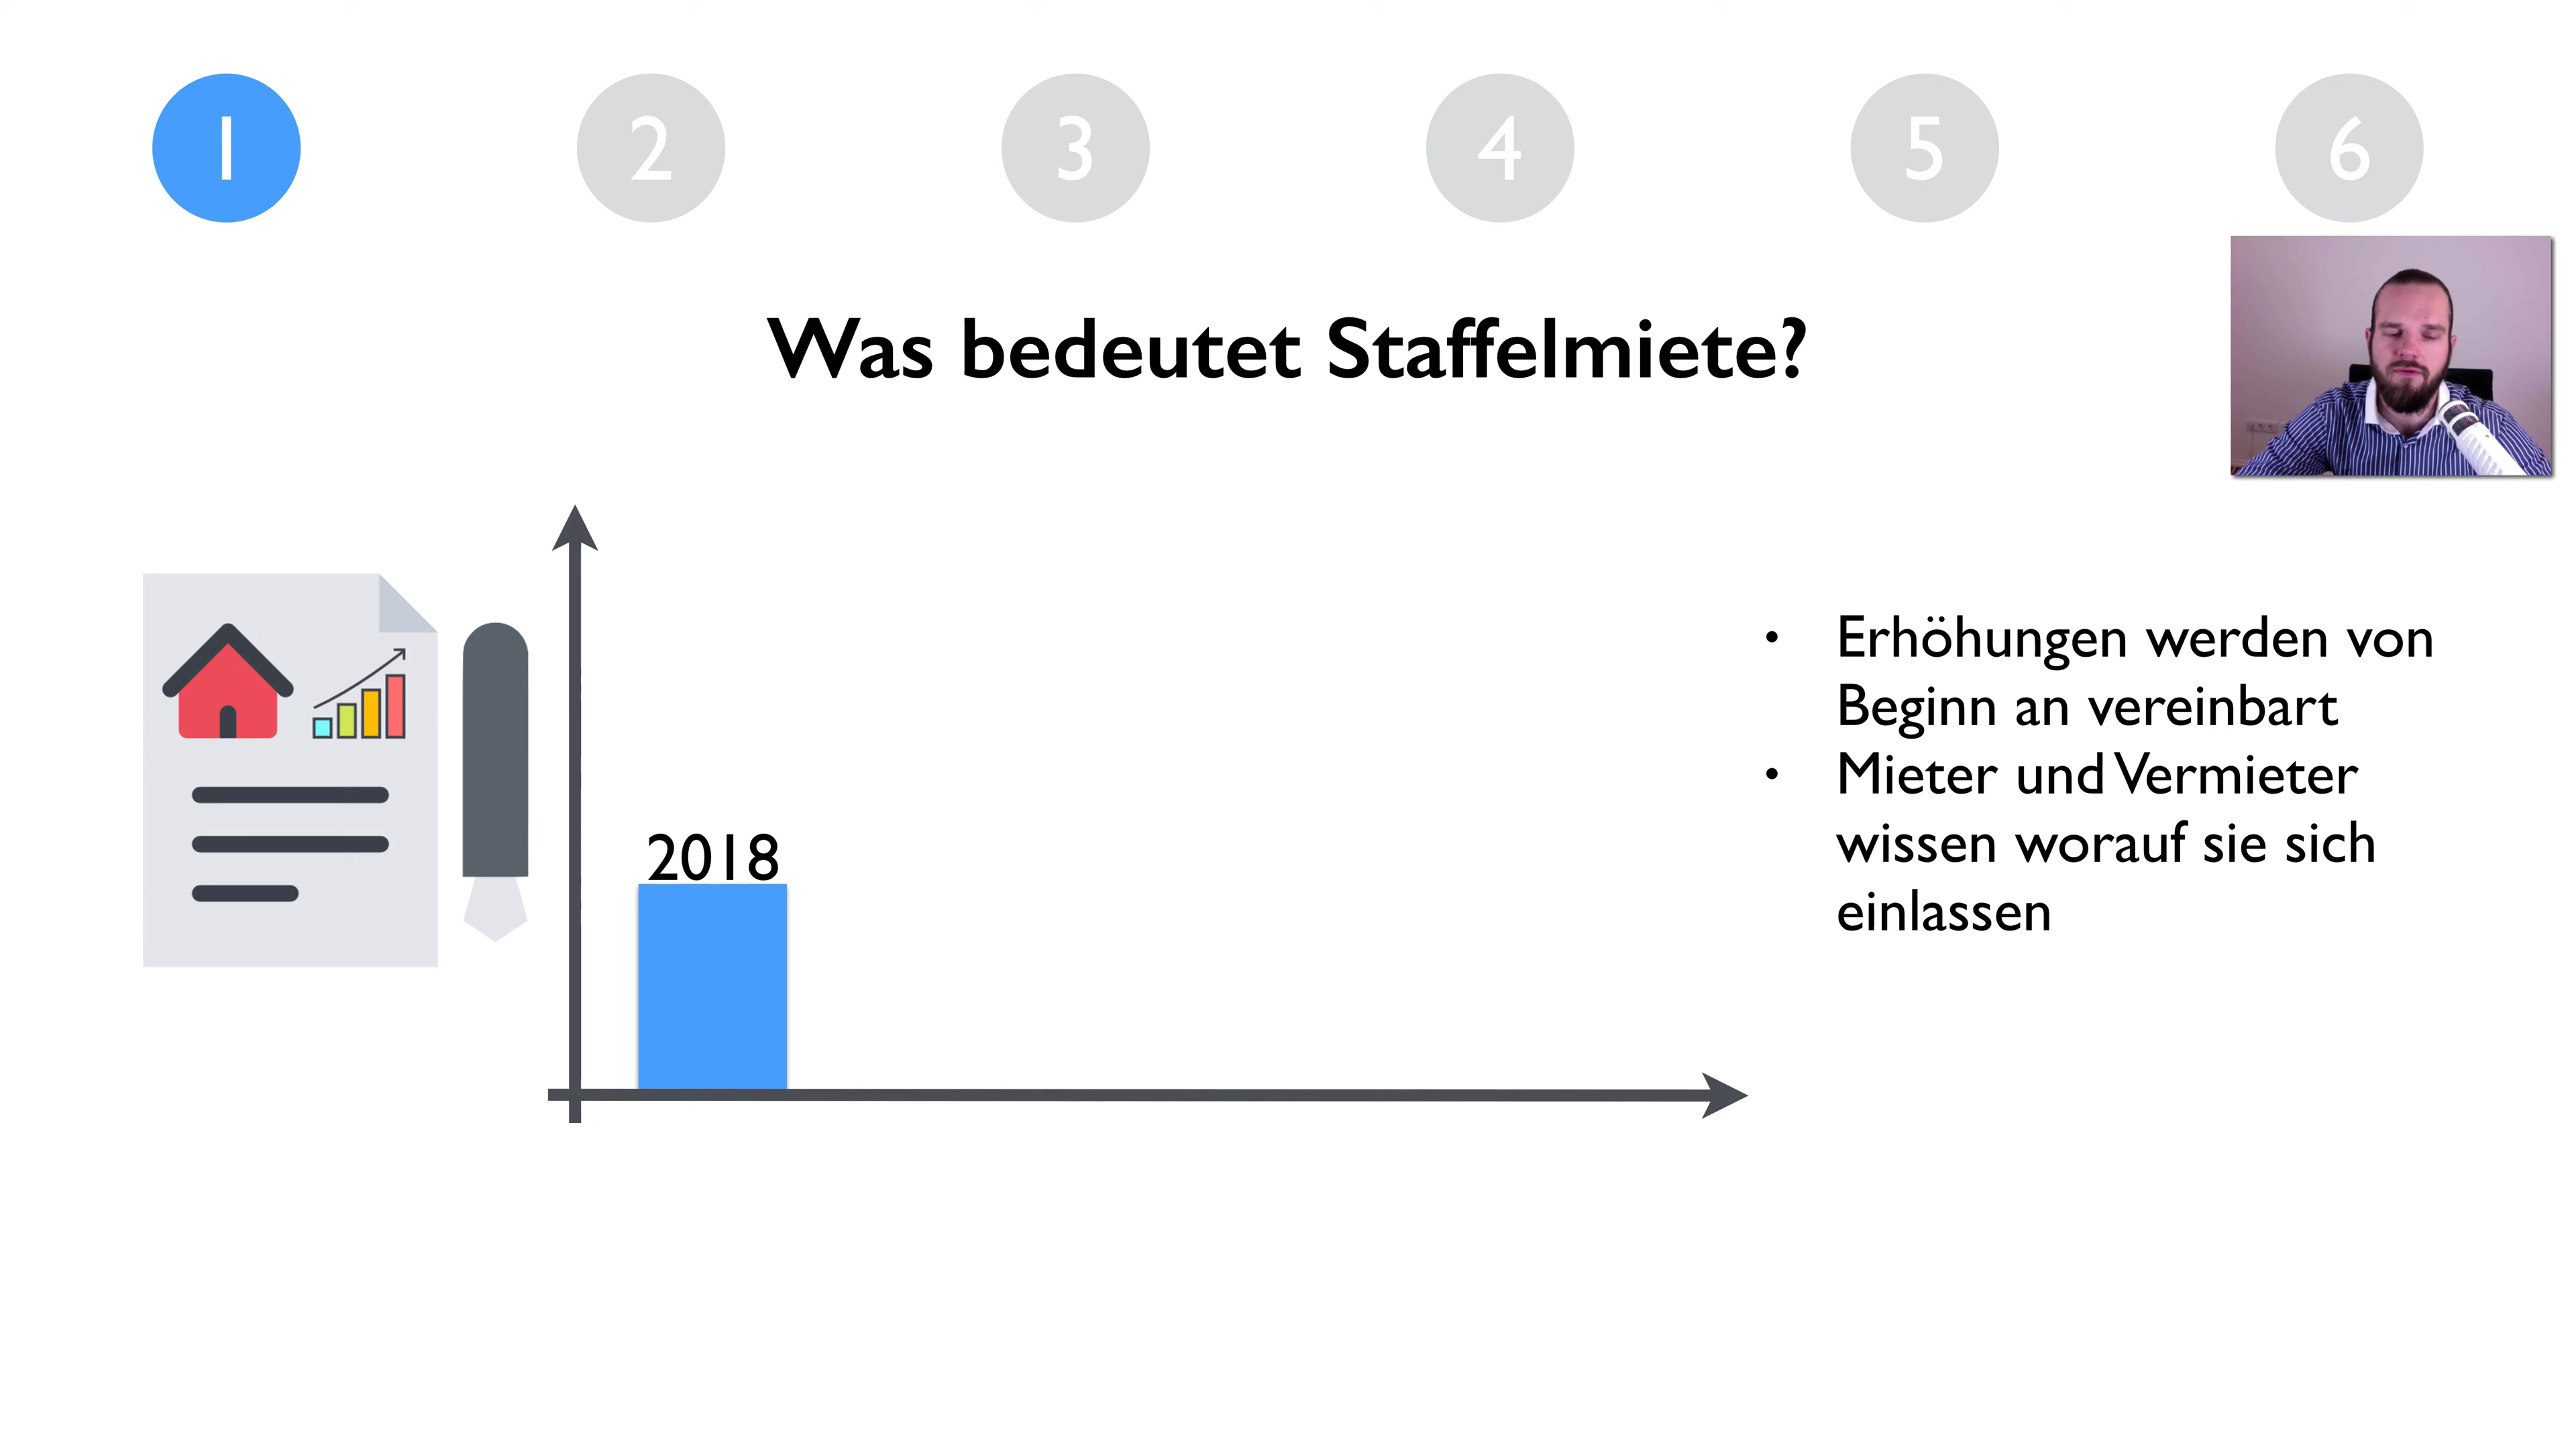 1 2 3 4 5 6
Was bedeutet Staffelmiete?
• Erhöhungen werden von
Beginn an vereinbart
• Mieter und Vermieter
wissen worauf sie sich
einlassen
2018